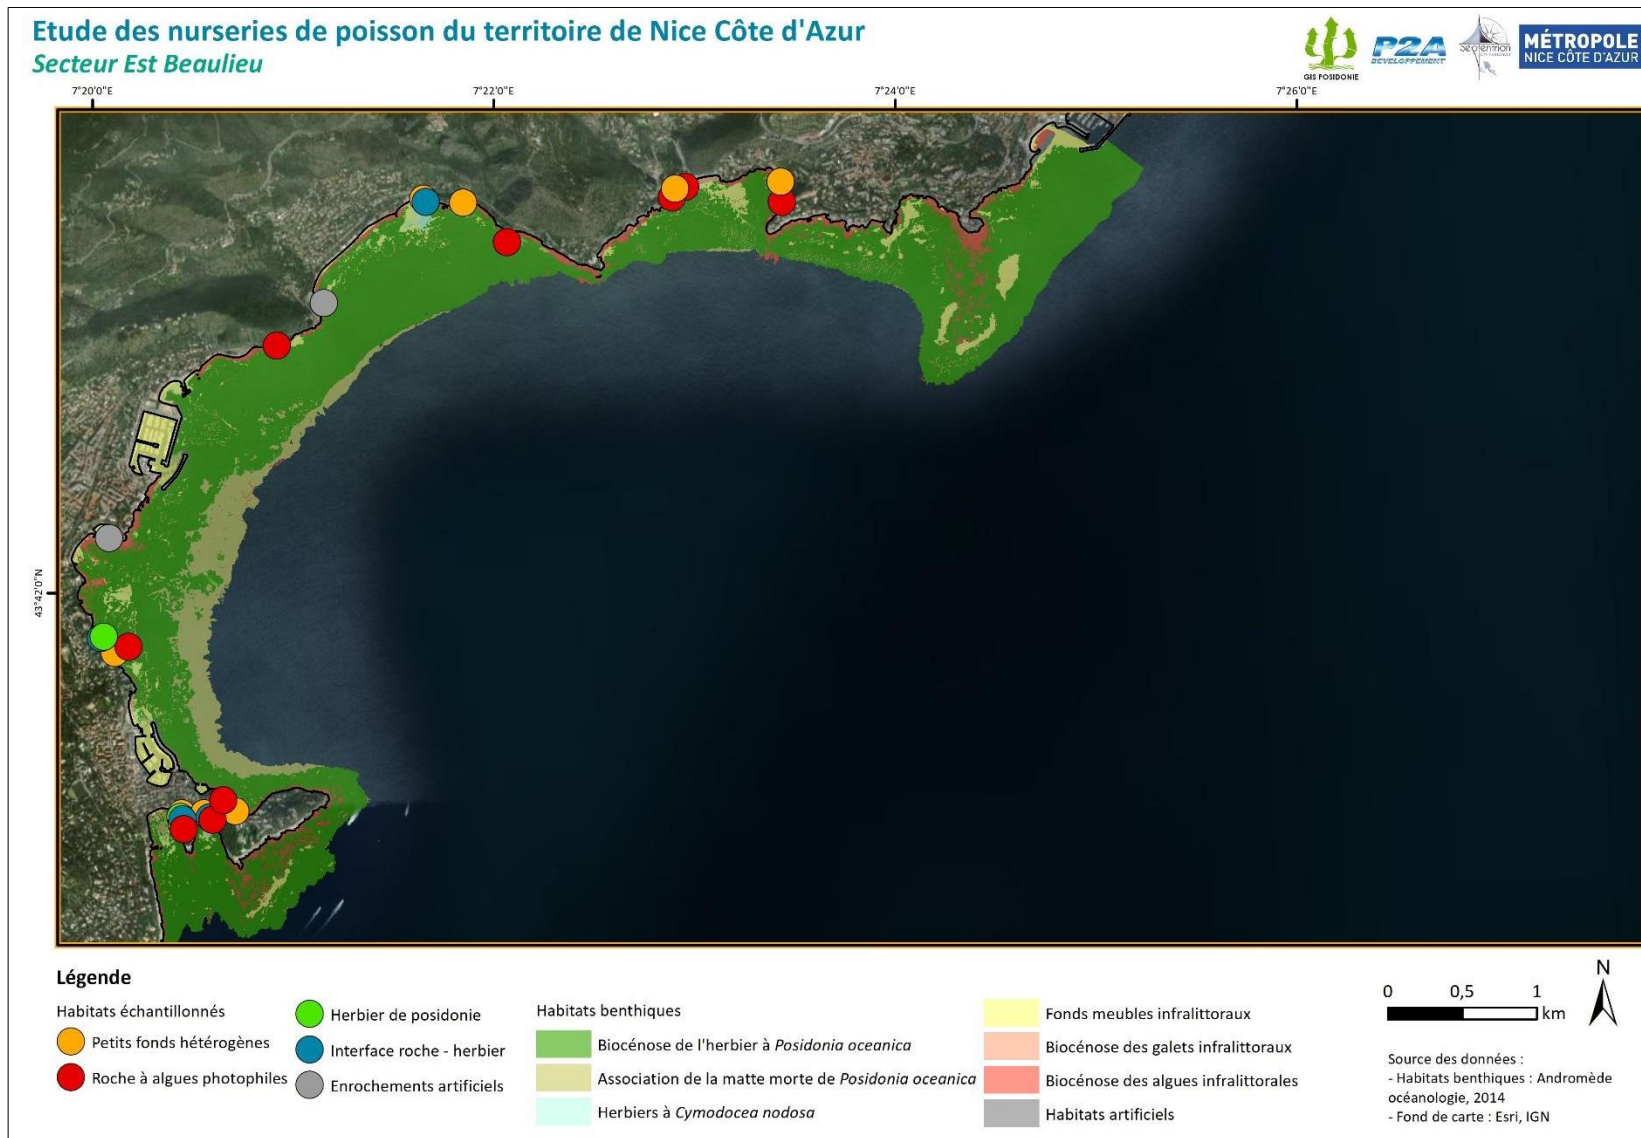 Etude des nurseries de poisson du territoire de Nice Côte d'Azur
Secteur Est Beaulieu
GIS POSIDONIE
P2A
DEVELOPPEMENT
Septentrion
MÉTROPOLE
NICE CÔTE D'AZUR
7°20'0"E
7°22'0"E
7°24'0"E
7°26'0"E
43°42'0"N
Légende
Habitats échantillonnés
Petits fonds hétérogènes
Roche à algues photophiles
Herbier de posidonie
Interface roche - herbier
Enrochements artificiels
Habitats benthiques
Biocénose de l'herbier à Posidonia oceanica
Association de la matte morte de Posidonia oceanica
Herbiers à Cymodocea nodosa
Fonds meubles infralittoraux
Biocénose des galets infralittoraux
Biocénose des algues infralittorales
Habitats artificiels
0 0,5 1
km
N
Source des données :
- Habitats benthiques : Andromède
océanologie, 2014
- Fond de carte : Esri, IGN